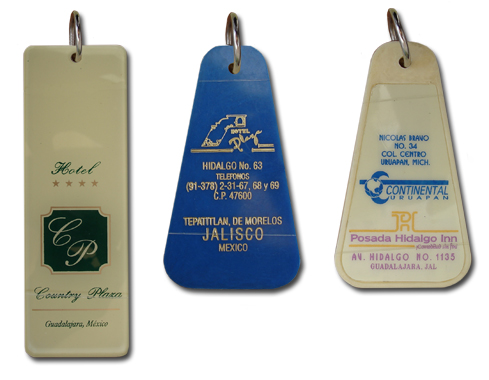 Hotel
★★★★
CP
Country Plaza
Guadalajara, México
HOTEL
Plaza
HIDALGO No. 63
TELEFONOS
(91-378) 2-31-67, 68 y 69
C.P. 47600
TEPATITLAN, DE MORELOS
JALISCO
MEXICO
NICOLAS BRAVO
NO. 34
COL. CENTRO
URUAPAN, MICH.
CONTINENTAL
URUAPAN
Posada Hidalgo Inn
AV. HIDALGO NO. 1135
GUADALAJARA, JAL